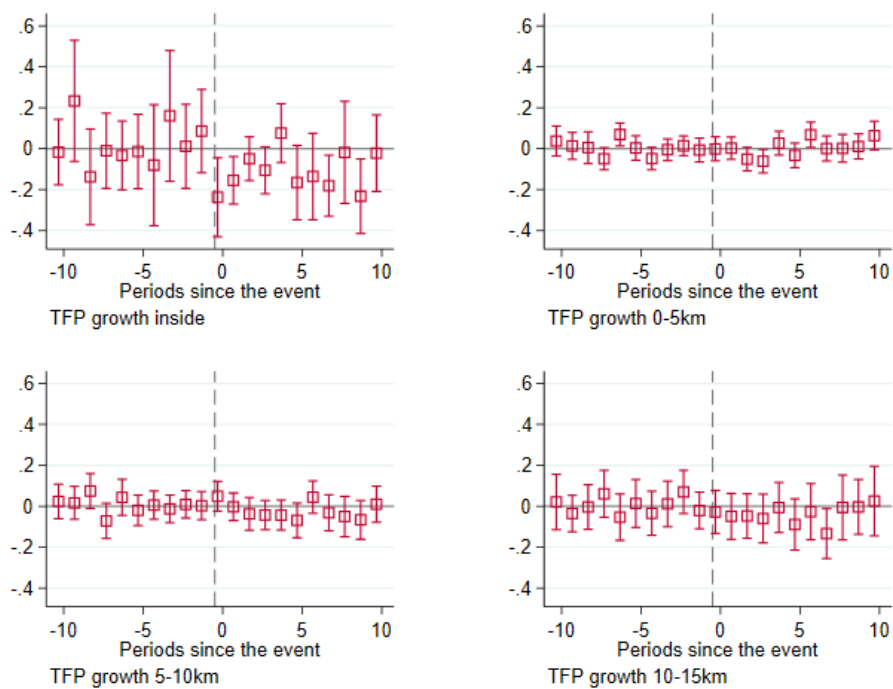 .6
.4
.2
0
-.2
-.4
-10 -5 0 5 10
Periods since the event
TFP growth inside
.6
.4
.2
0
-.2
-.4
-10 -5 0 5 10
Periods since the event
TFP growth 0-5km
.6
.4
.2
0
-.2
-.4
-10 -5 0 5 10
Periods since the event
TFP growth 5-10km
.6
.4
.2
0
-.2
-.4
-10 -5 0 5 10
Periods since the event
TFP growth 10-15km